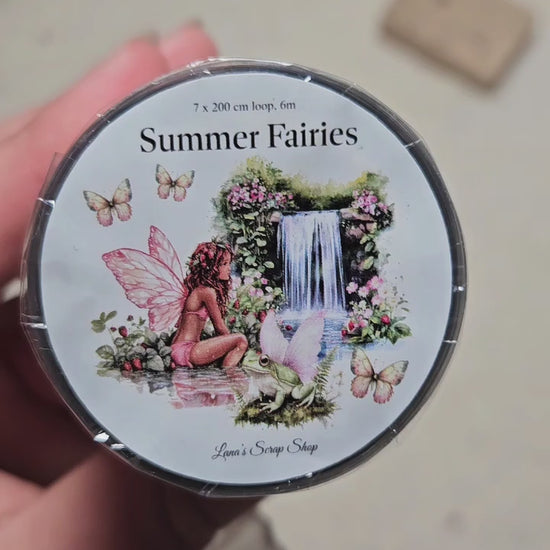 7 x 200 cm loop, 6m
Summer Fairies
Lana's Scrap Shop